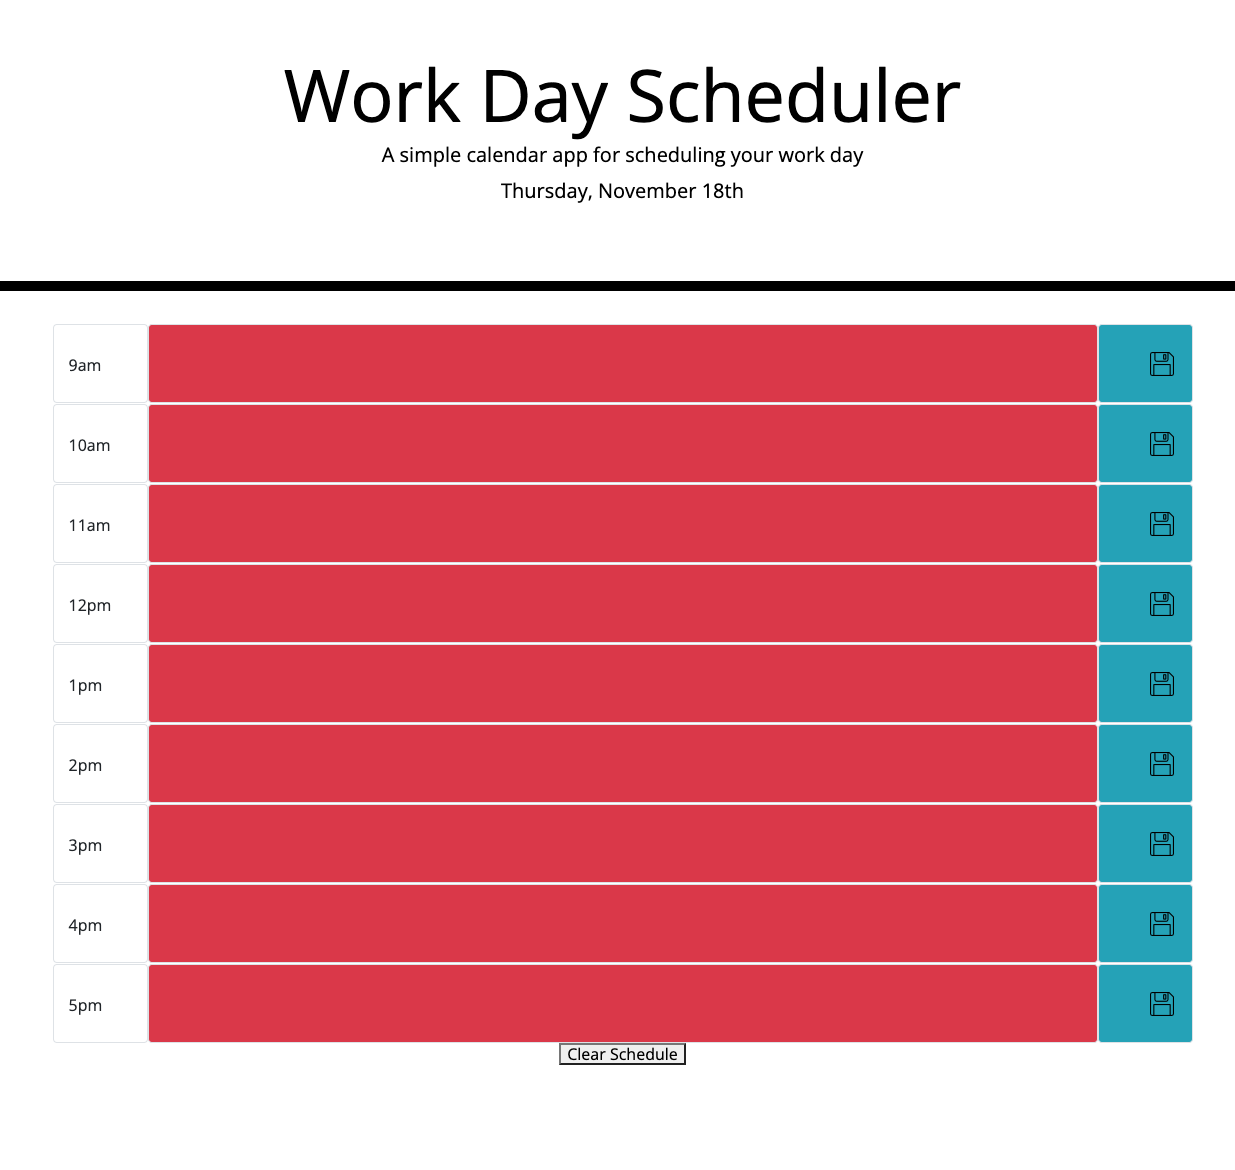 Work Day Scheduler
A simple calendar app for scheduling your work day
Thursday, November 18th
9am
10am
11am
12pm
1pm
2pm
3pm
4pm
5pm
Clear Schedule